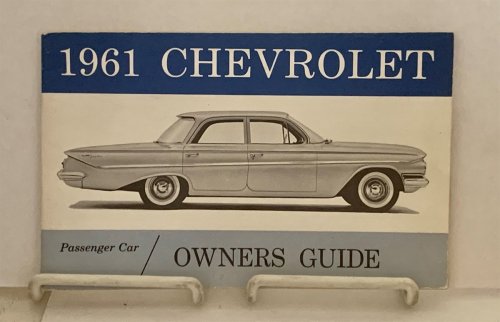 1961 CHEVROLET
Passenger Car / OWNERS GUIDE